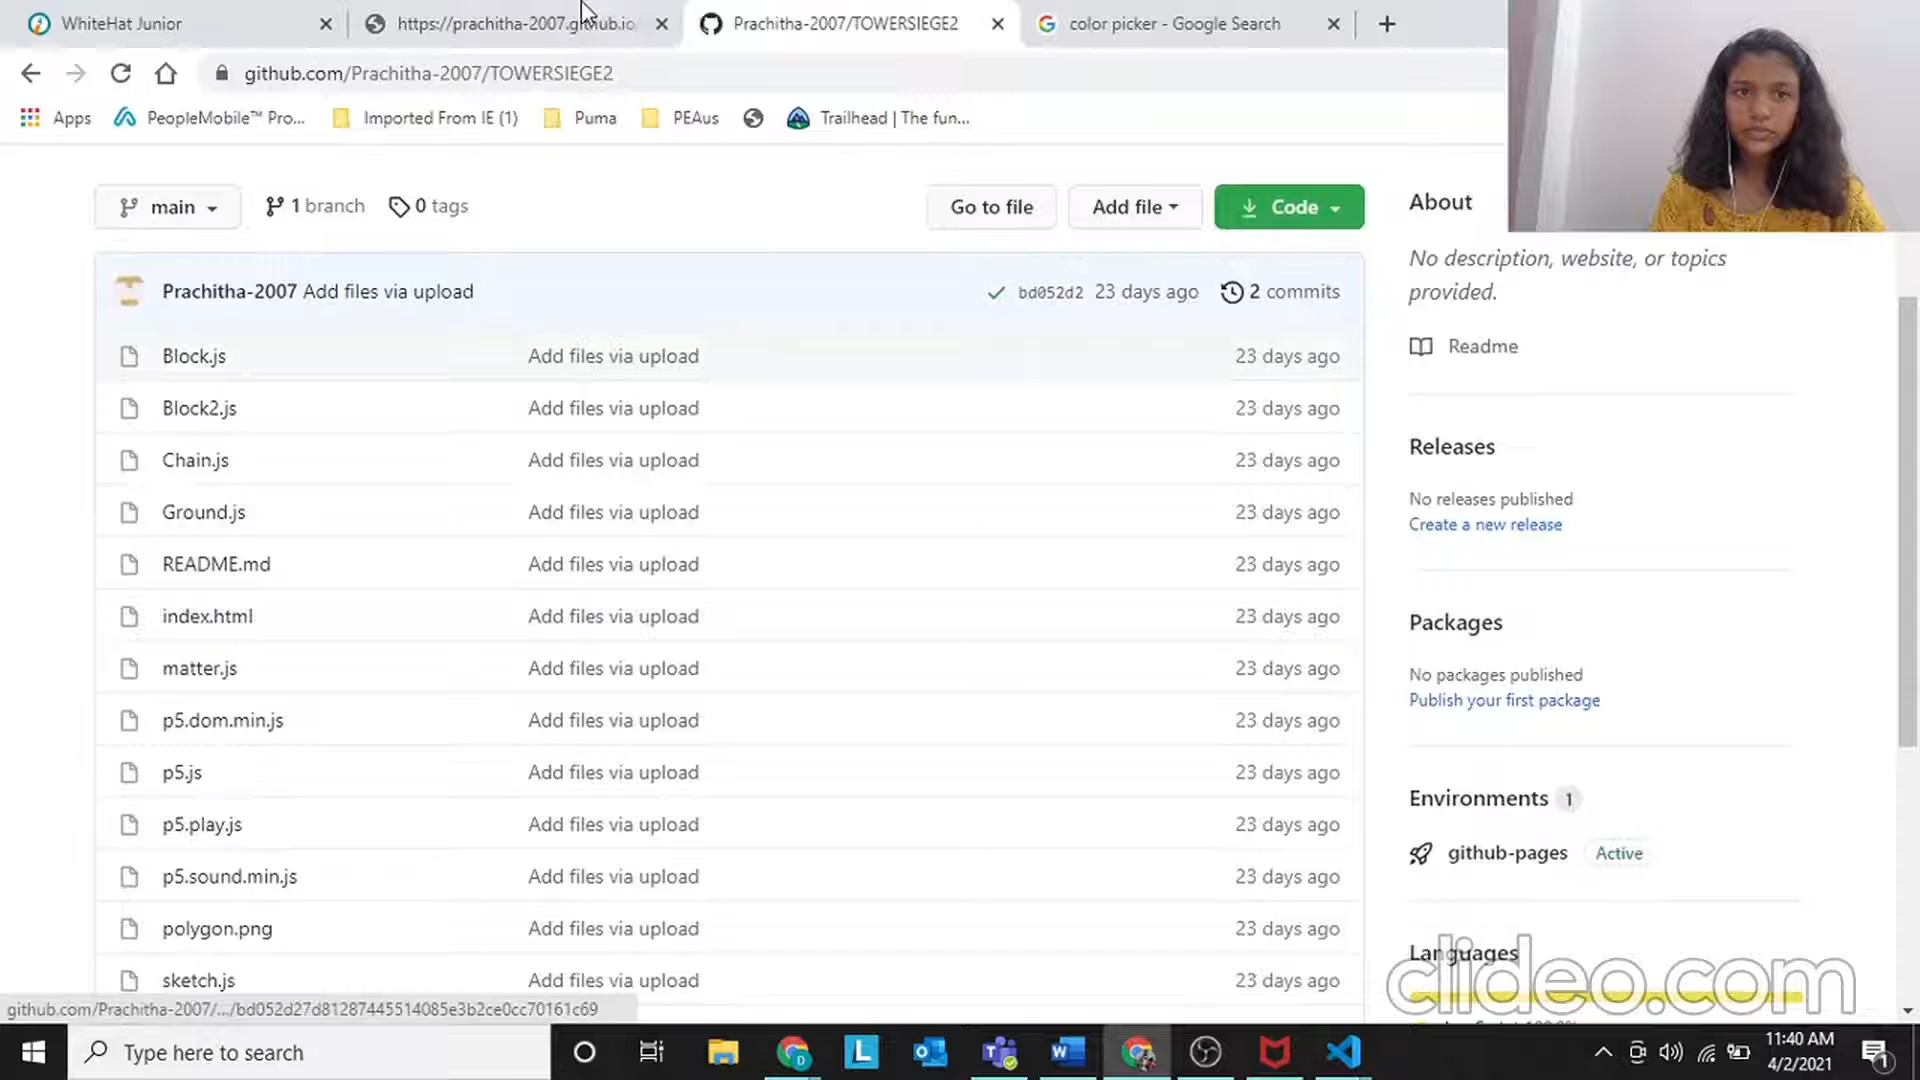 WhiteHat Junior
https://prachitha-2007.github.io
Prachitha-2007/TOWERSIEGE2
color picker - Google Search
github.com/Prachitha-2007/TOWERSIEGE2
Apps
PeopleMobile™ Pro...
Imported From IE (1)
Puma
PEAus
Trailhead | The fun...
main
1 branch
0 tags
Go to file
Add file
Code
Prachitha-2007 Add files via upload
bd052d2 23 days ago
2 commits
Block.js Add files via upload 23 days ago
Block2.js Add files via upload 23 days ago
Chain.js Add files via upload 23 days ago
Ground.js Add files via upload 23 days ago
README.md Add files via upload 23 days ago
index.html Add files via upload 23 days ago
matter.js Add files via upload 23 days ago
p5.dom.min.js Add files via upload 23 days ago
p5.js Add files via upload 23 days ago
p5.play.js Add files via upload 23 days ago
p5.sound.min.js Add files via upload 23 days ago
polygon.png Add files via upload 23 days ago
sketch.js Add files via upload 23 days ago
About
No description, website, or topics
provided.
Readme
Releases
No releases published
Create a new release
Packages
No packages published
Publish your first package
Environments 1
github-pages Active
Languages
clideo.com
github.com/Prachitha-2007/.../bd052d27d81287445514085e3b2ce0cc70161c69
Type here to search
11:40 AM
4/2/2021
1